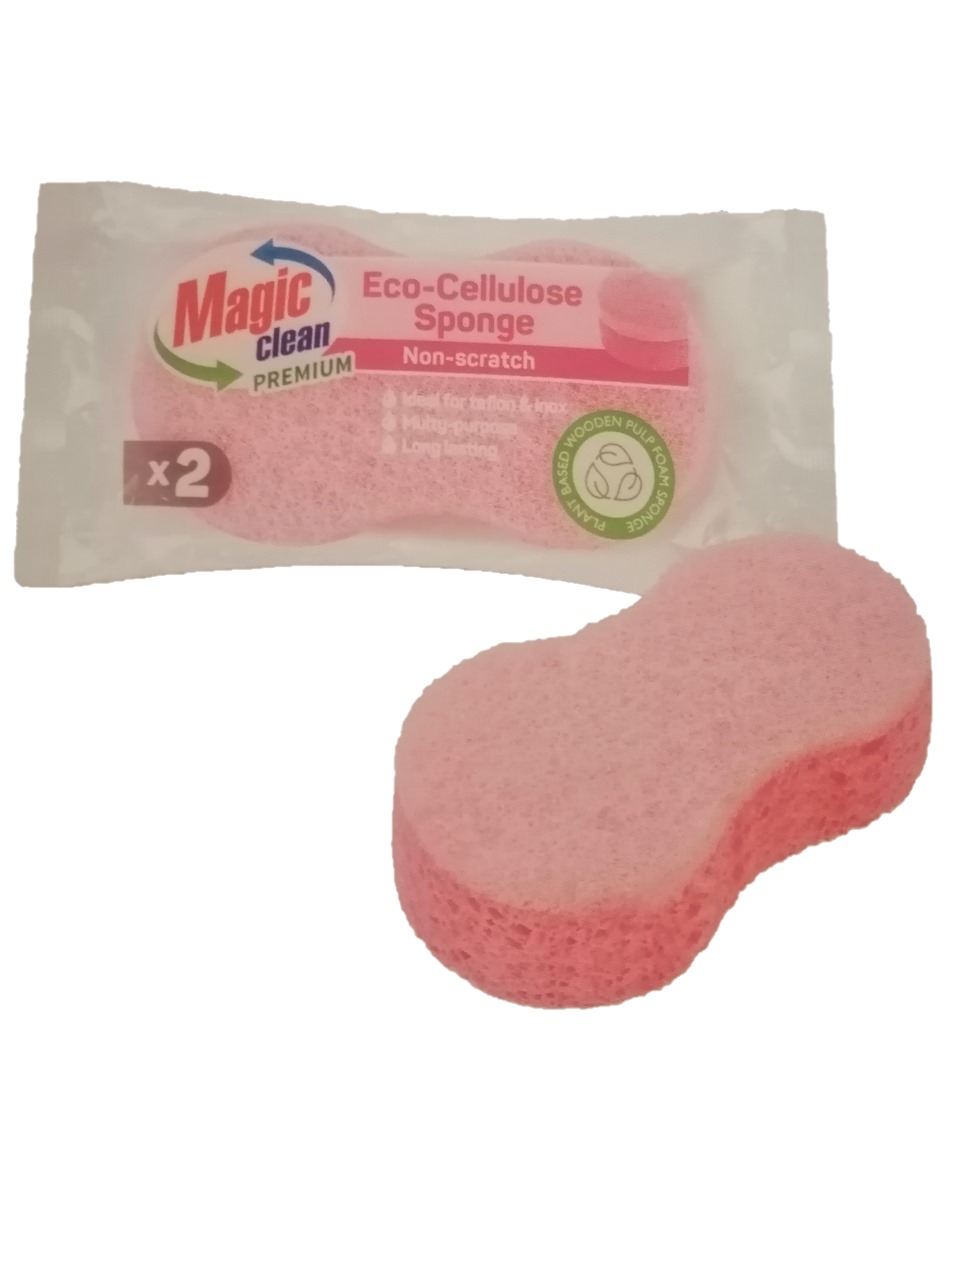 Magic
clean
PREMIUM
Eco-Cellulose
Sponge
Non-scratch
Ideal for teflon & inox
Multy-purpose
Long lasting
x2
PLANT BASED WOODEN PULP FOAM SPONGE